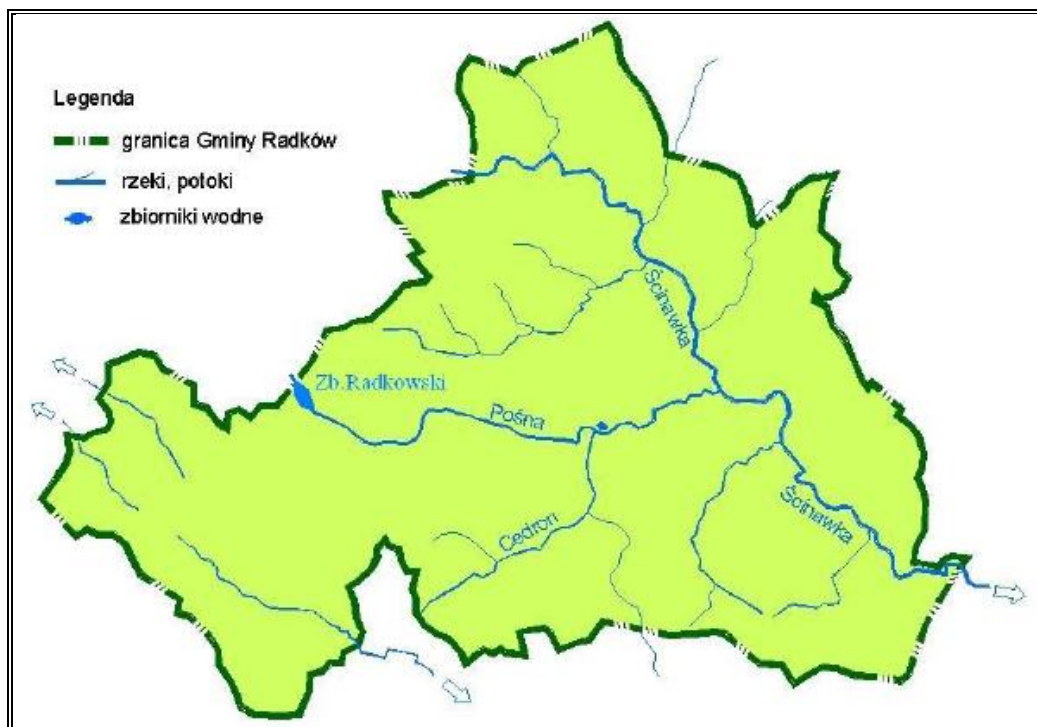 Legenda
granica Gminy Radków
rzeki, potoki
zbiorniki wodne
Ścinawka
Zb.Radkowski
Pośna
Cedron
Ścinawka